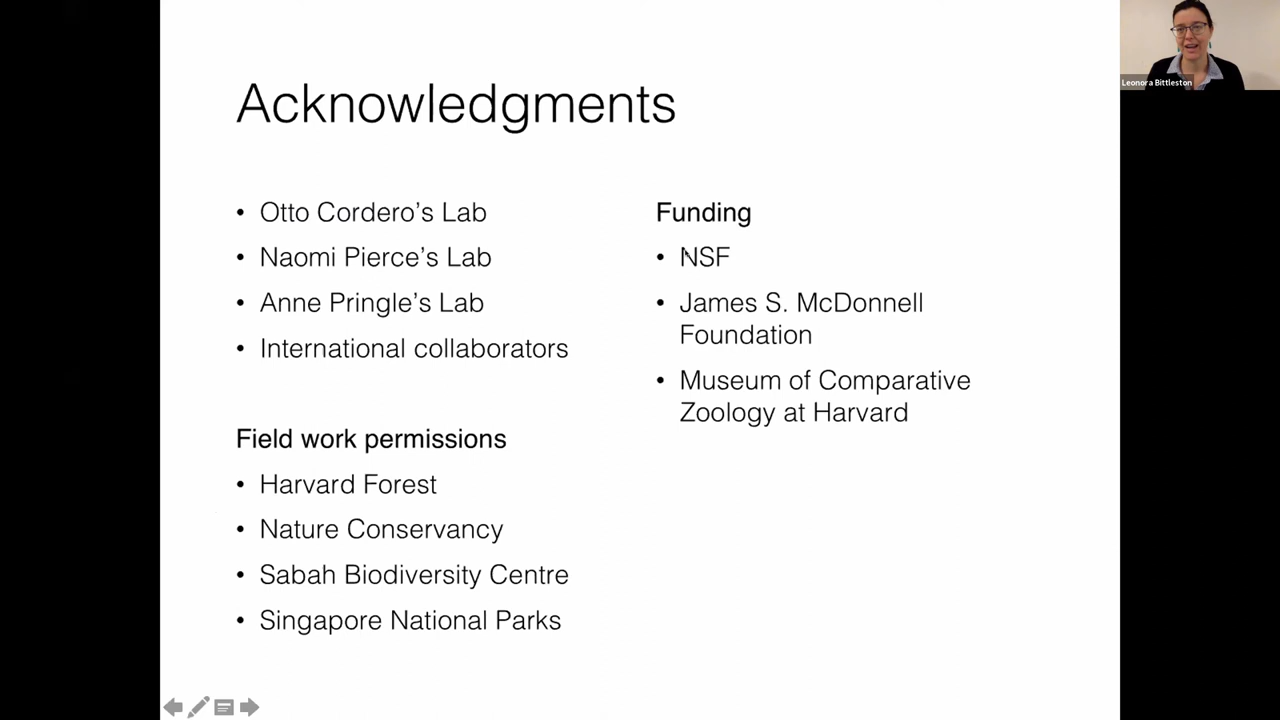 Acknowledgments
• Otto Cordero’s Lab
• Naomi Pierce’s Lab
• Anne Pringle’s Lab
• International collaborators
Field work permissions
• Harvard Forest
• Nature Conservancy
• Sabah Biodiversity Centre
• Singapore National Parks
Funding
• NSF
• James S. McDonnell
Foundation
• Museum of Comparative
Zoology at Harvard
Leonora Bittleston